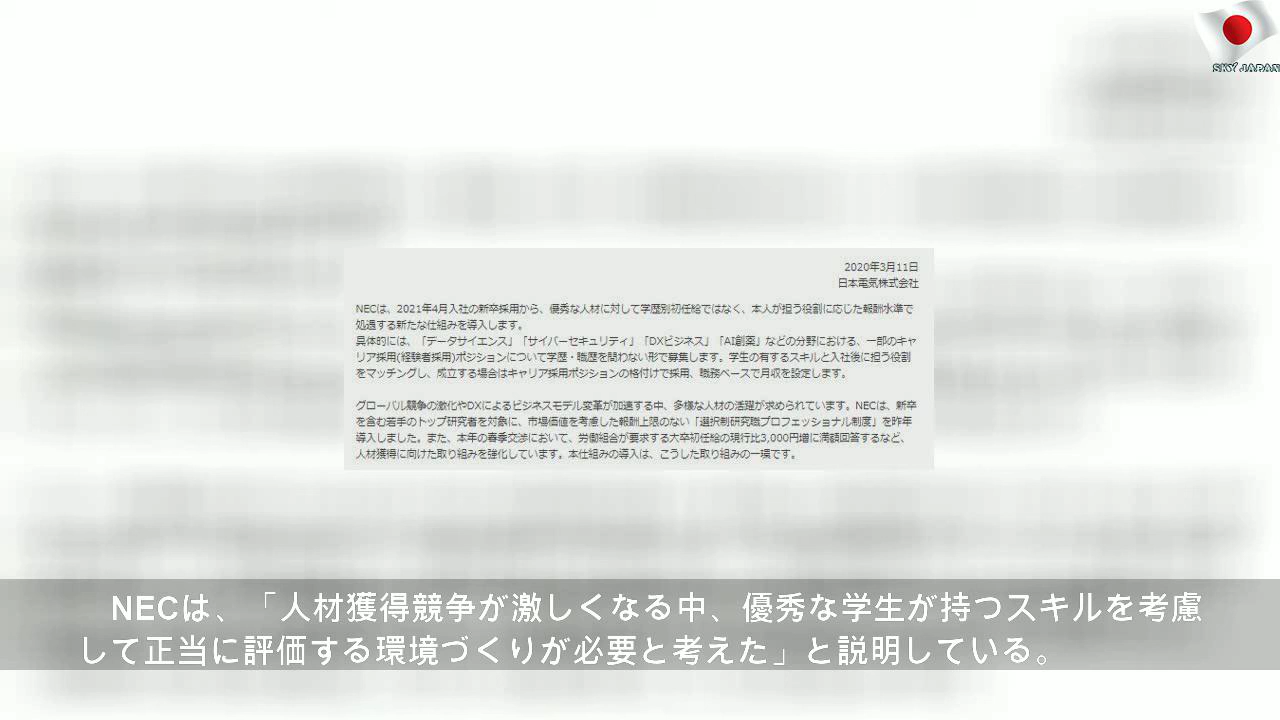 SKY JAPAN
2020年3月11日
日本電気株式会社
NECは、2021年4月入社の新卒採用から、優秀な人材に対して学歴別初任給ではなく、本人が担う役割に応じた報酬水準で
処遇する新たな仕組みを導入します。
具体的には、「データサイエンス」「サイバーセキュリティ」「DXビジネス」「AI創薬」などの分野における、一部のキャ
リア採用(経験者採用)ポジションについて学歴・職歴を問わない形で募集します。学生の有するスキルと入社後に担う役割
をマッチングし、成立する場合はキャリア採用ポジションの格付けで採用、職務ベースで月収を設定します。
グローバル競争の激化やDXによるビジネスモデル変革が加速する中、多様な人材の活躍が求められています。NECは、新卒
を含む若手のトップ研究者を対象に、市場価値を考慮した報酬上限のない「選択制研究職プロフェッショナル制度」を昨年
導入しました。また、本年の春季交渉において、労働組合が要求する大卒初任給の現行比3,000円増に満額回答するなど、
人材獲得に向けた取り組みを強化しています。本仕組みの導入は、こうした取り組みの一環です。
NECは、「人材獲得競争が激しくなる中、優秀な学生が持つスキルを考慮
して正当に評価する環境づくりが必要と考えた」と説明している。